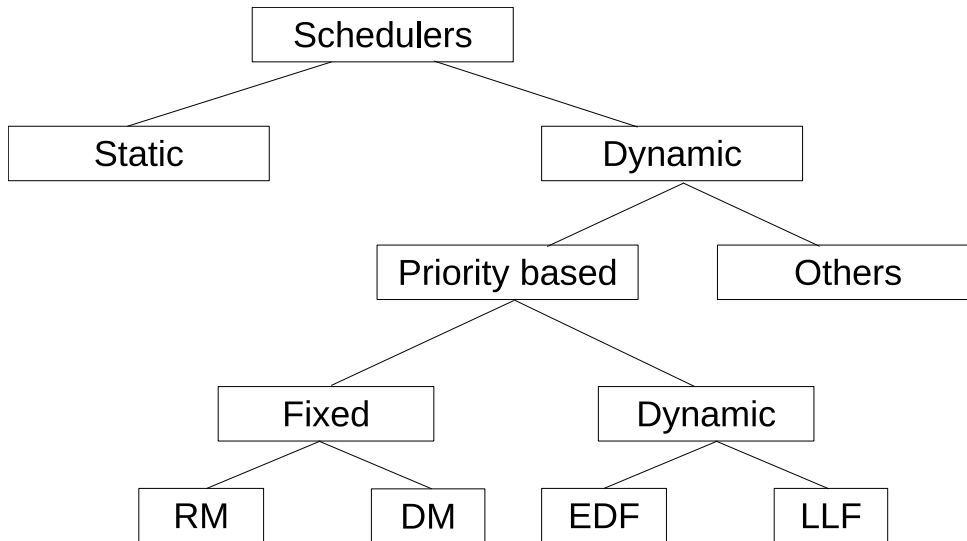 Schedulers
Static
Dynamic
Priority based
Others
Fixed
Dynamic
RM
DM
EDF
LLF